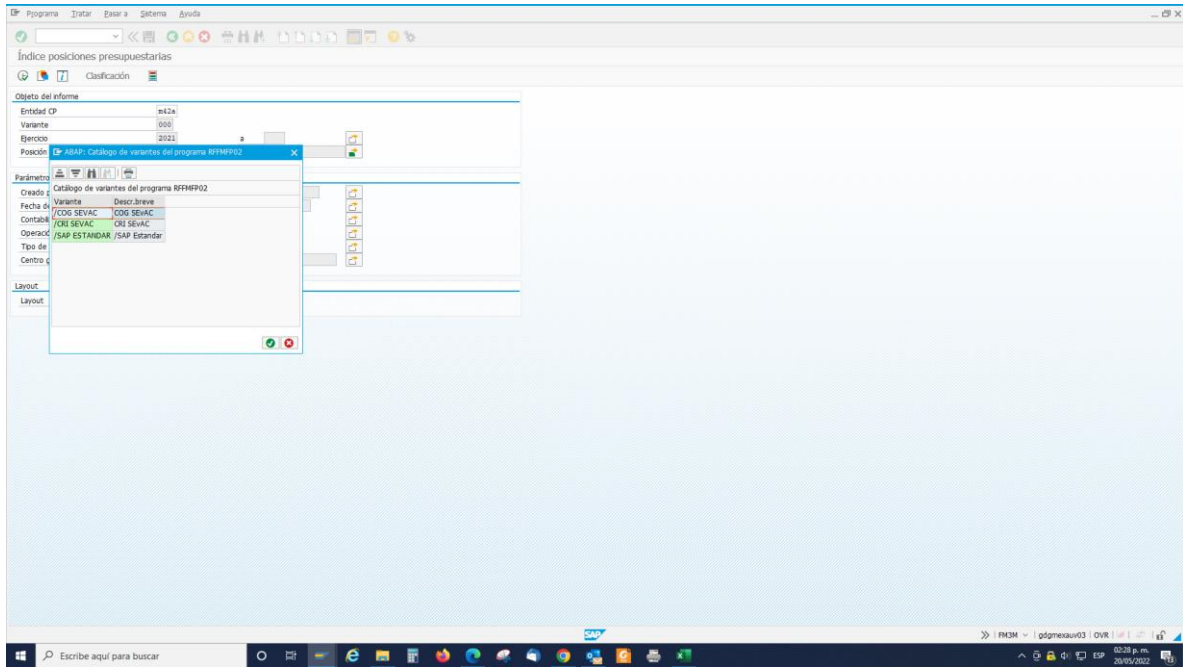 Programa Tratar Pasar a Sistema Ayuda
Índice posiciones presupuestarias
Clasificación
Objeto del informe
Entidad CP m42a
Variante 000
Ejercicio 2021 a
Posición
ABAP: Catálogo de variantes del programa RFFMFP02
Parámetro
Catálogo de variantes del programa RFFMFP02
Creado p
Variante Descr.breve
Fecha de
/COG SEVAC COG SEvAC
Contabil
/CRI SEVAC CRI SEvAC
Operació
/SAP ESTANDAR /SAP Estandar
Tipo de
Centro g
Layout
Layout
SAP
FM3M gdgmexauv03 OVR
Escribe aquí para buscar
ESP 02:28 p. m.
20/05/2022